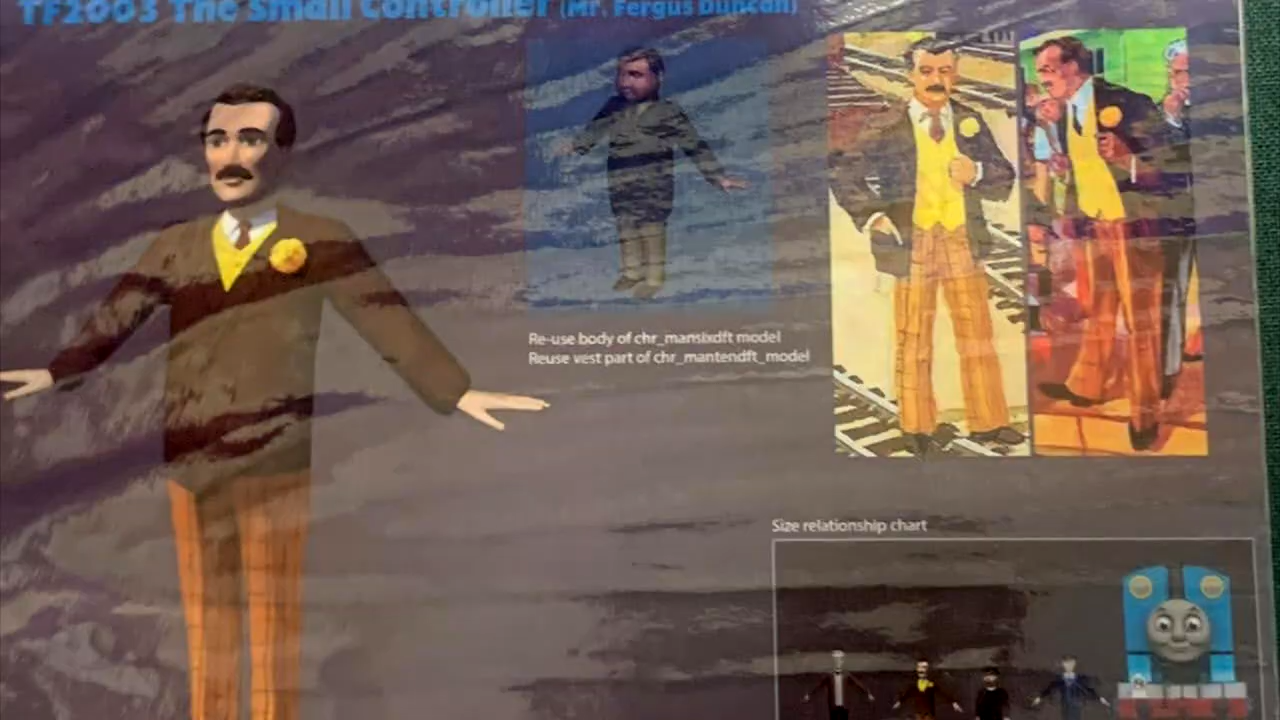 TF2003 The Small Controller (Mr. Fergus Duncan)
Re-use body of chr_mansixdft model
Reuse vest part of chr_mantendft_model
Size relationship chart